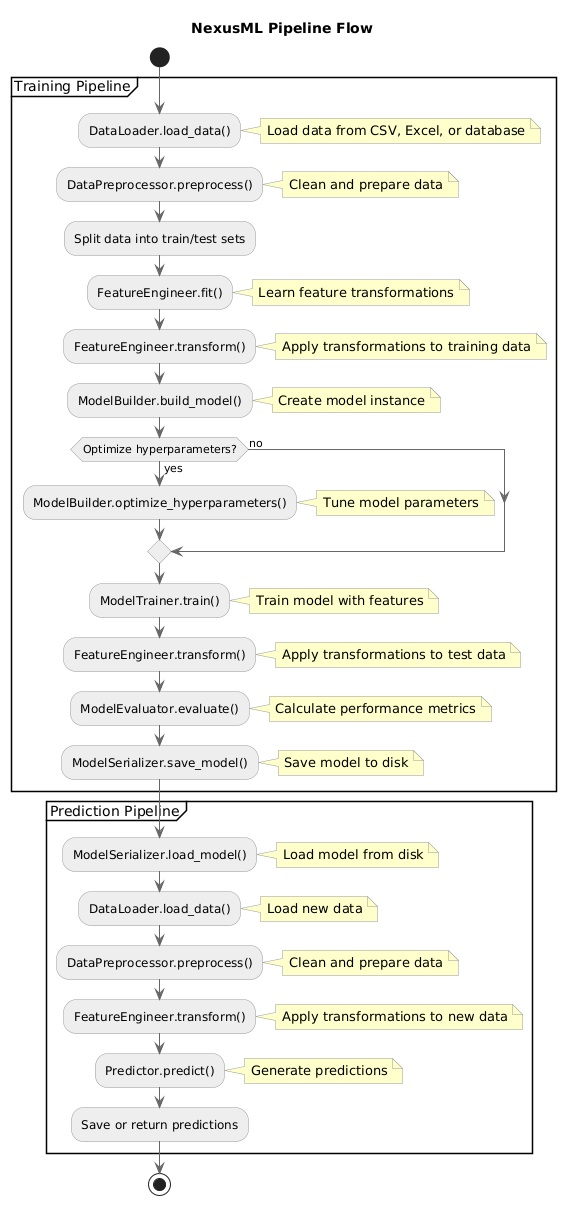 NexusML Pipeline Flow
Training Pipeline
DataLoader.load_data()
Load data from CSV, Excel, or database
DataPreprocessor.preprocess()
Clean and prepare data
Split data into train/test sets
FeatureEngineer.fit()
Learn feature transformations
FeatureEngineer.transform()
Apply transformations to training data
ModelBuilder.build_model()
Create model instance
Optimize hyperparameters?
no
yes
ModelBuilder.optimize_hyperparameters()
Tune model parameters
ModelTrainer.train()
Train model with features
FeatureEngineer.transform()
Apply transformations to test data
ModelEvaluator.evaluate()
Calculate performance metrics
ModelSerializer.save_model()
Save model to disk
Prediction Pipeline
ModelSerializer.load_model()
Load model from disk
DataLoader.load_data()
Load new data
DataPreprocessor.preprocess()
Clean and prepare data
FeatureEngineer.transform()
Apply transformations to new data
Predictor.predict()
Generate predictions
Save or return predictions